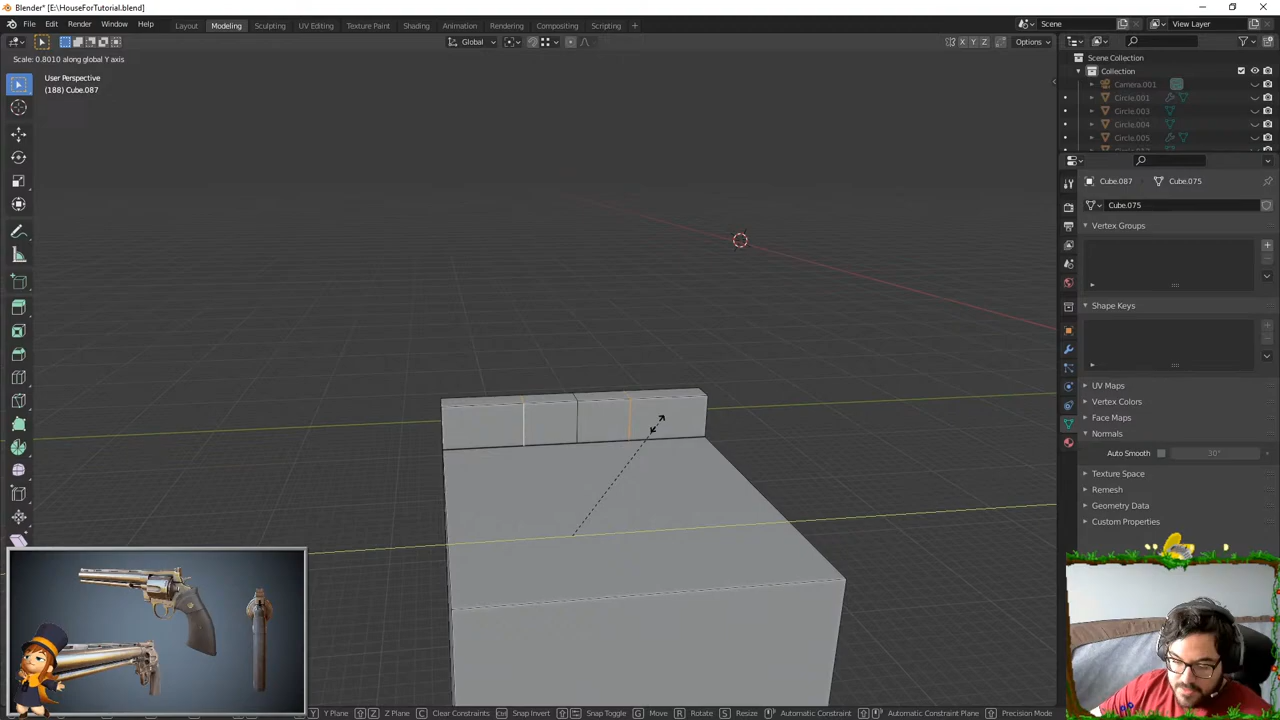 Blender* [E:\HouseForTutorial.blend]
File Edit Render Window Help
Layout Modeling Sculpting UV Editing Texture Paint Shading Animation Rendering Compositing Scripting
Scene View Layer
Global
X Y Z
Options
Scale: 0.8010 along global Y axis
Scene Collection
Collection
User Perspective
(188) Cube.087
Camera.001
Circle.001
Circle.003
Circle.004
Circle.005
Cube.087 Cube.075
Cube.075
Vertex Groups
Shape Keys
UV Maps
Vertex Colors
Face Maps
Normals
Auto Smooth 30°
Texture Space
Remesh
Geometry Data
Custom Properties
Y Y Plane Z Z Plane C Clear Constraints Snap Invert Snap Toggle G Move R Rotate S Resize Automatic Constraint Automatic Constraint Plane Precision Mode